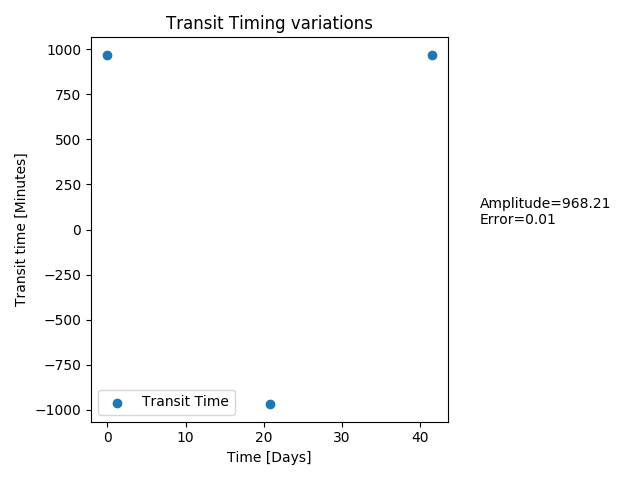 Transit Timing variations
1000
750
500
250
0
−250
−500
−750
−1000
Transit time [Minutes]
Amplitude=968.21
Error=0.01
Transit Time
0
10
20
30
40
Time [Days]